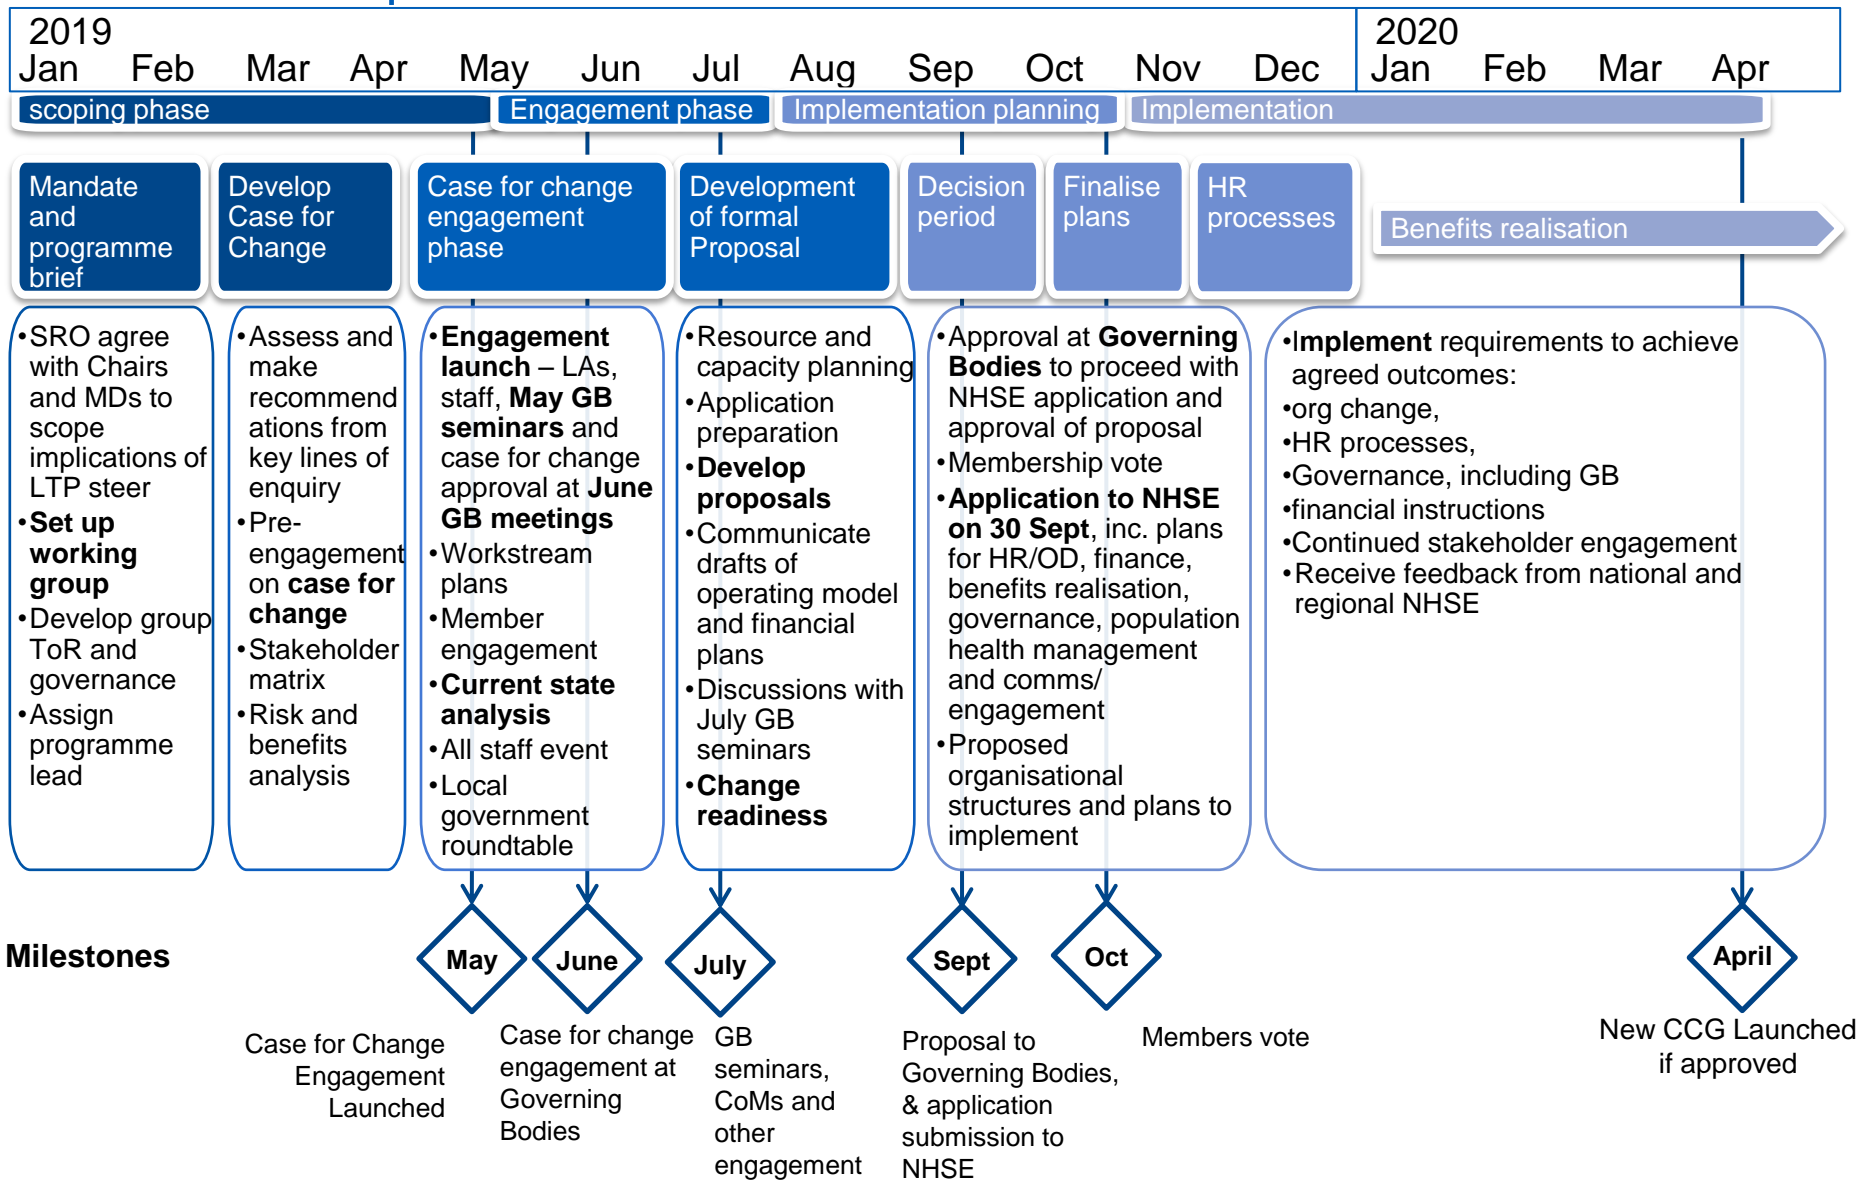 2019
Jan Feb Mar Apr May Jun Jul Aug Sep Oct Nov Dec
2020
Jan Feb Mar Apr
scoping phase
Engagement phase
Implementation planning
Implementation
Mandate
and
programme
brief
Develop
Case for
Change
Case for change
engagement
phase
Development
of formal
Proposal
Decision
period
Finalise
plans
HR
processes
Benefits realisation
•SRO agree
with Chairs
and MDs to
scope
implications of
LTP steer
•Set up
working
group
•Develop group
ToR and
governance
•Assign
programme
lead
•Assess and
make
recommend
ations from
key lines of
enquiry
•Pre-
engagement
on case for
change
•Stakeholder
matrix
•Risk and
benefits
analysis
•Engagement
launch – LAs,
staff, May GB
seminars and
case for change
approval at June
GB meetings
•Workstream
plans
•Member
engagement
•Current state
analysis
•All staff event
•Local
government
roundtable
•Resource and
capacity planning
•Application
preparation
•Develop
proposals
•Communicate
drafts of
operating model
and financial
plans
•Discussions with
July GB
seminars
•Change
readiness
•Approval at Governing
Bodies to proceed with
NHSE application and
approval of proposal
•Membership vote
•Application to NHSE
on 30 Sept, inc. plans
for HR/OD, finance,
benefits realisation,
governance, population
health management
and comms/
engagement
•Proposed
organisational
structures and plans to
implement
•Implement requirements to achieve
agreed outcomes:
•org change,
•HR processes,
•Governance, including GB
•financial instructions
•Continued stakeholder engagement
•Receive feedback from national and
regional NHSE
Milestones
May
June
July
Sept
Oct
April
Case for Change
Engagement
Launched
Case for change
engagement at
Governing
Bodies
GB
seminars,
CoMs and
other
engagement
Proposal to
Governing Bodies,
& application
submission to
NHSE
Members vote
New CCG Launched
if approved